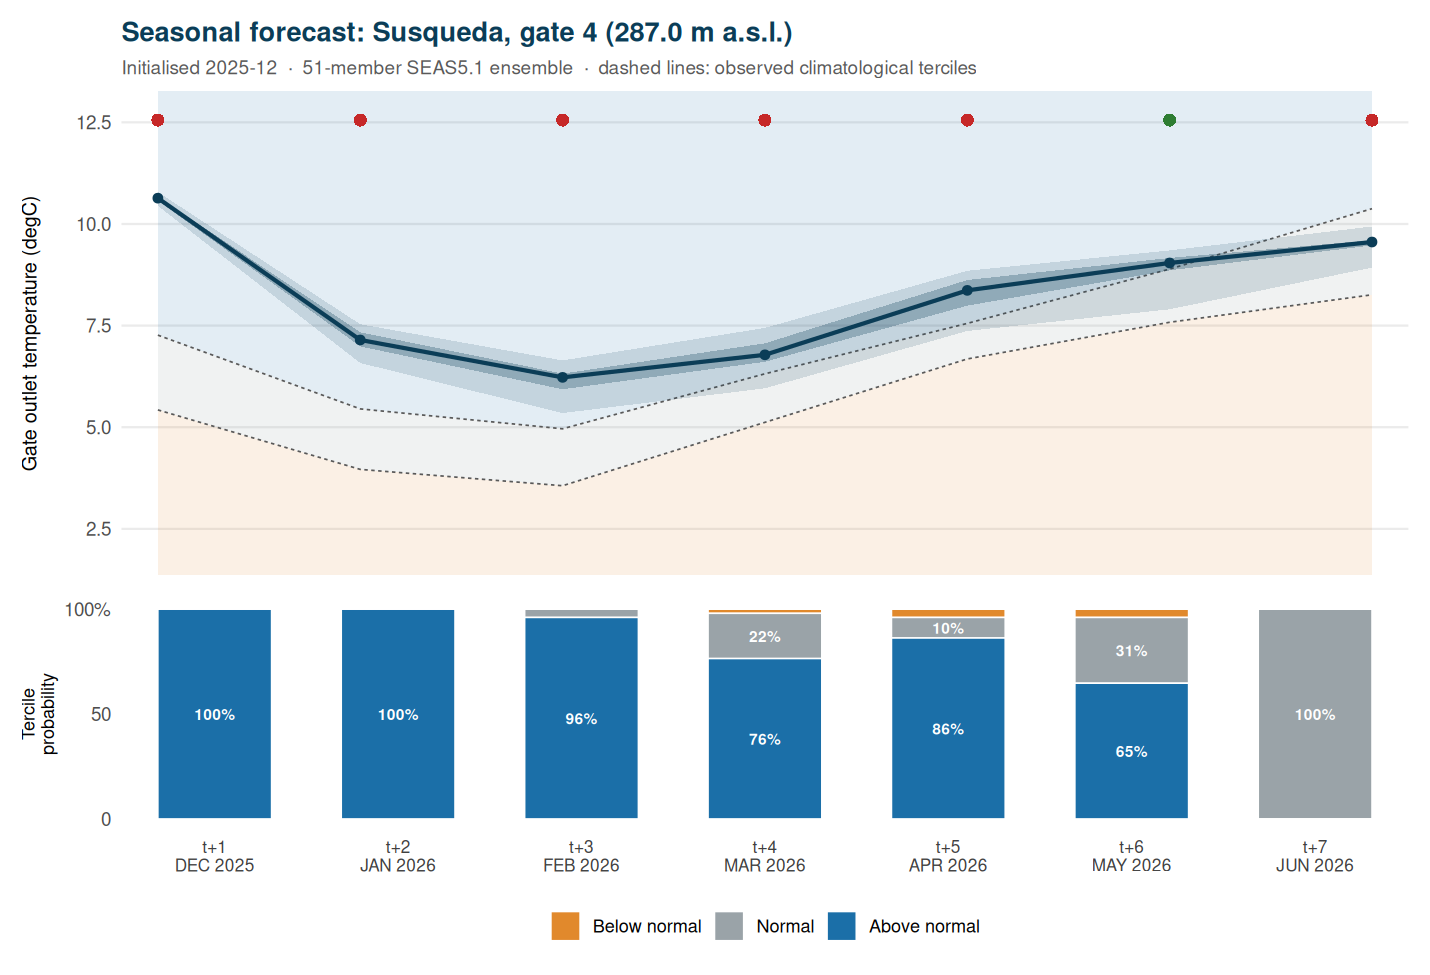 Seasonal forecast: Susqueda, gate 4 (287.0 m a.s.l.)
Initialised 2025-12 · 51-member SEAS5.1 ensemble · dashed lines: observed climatological terciles
Gate outlet temperature (degC)
12.5
10.0
7.5
5.0
2.5
Tercile
probability
100%
50
0
100%
100%
96%
22%
76%
10%
86%
31%
65%
100%
t+1
DEC 2025
t+2
JAN 2026
t+3
FEB 2026
t+4
MAR 2026
t+5
APR 2026
t+6
MAY 2026
t+7
JUN 2026
Below normal
Normal
Above normal